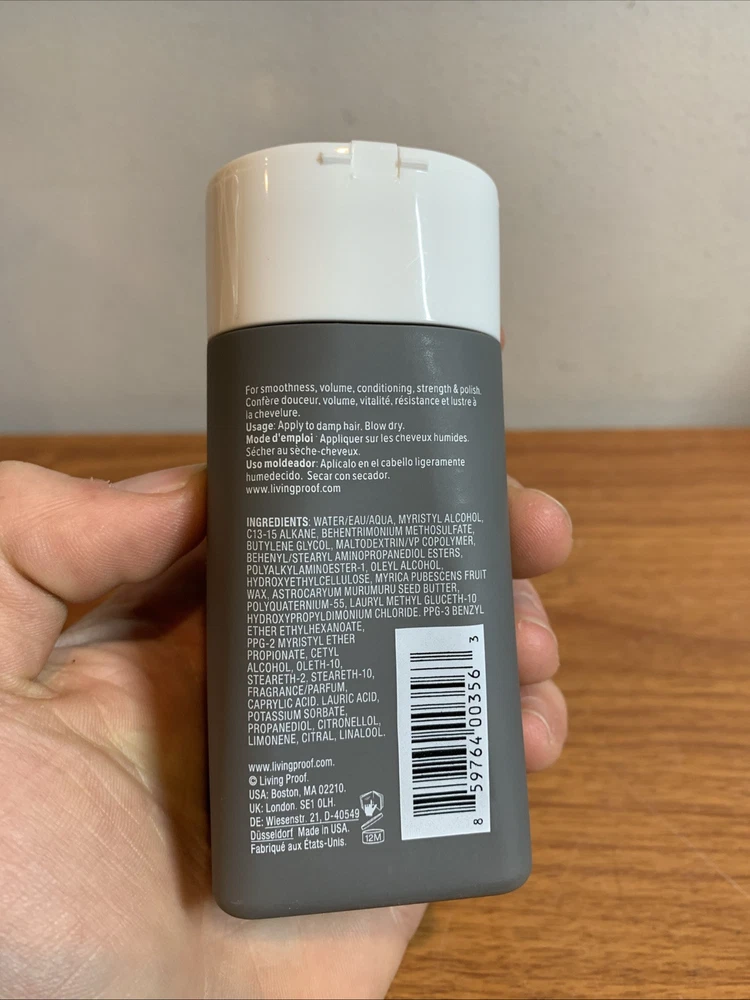 For smoothness, volume, conditioning, strength & polish.
Confère douceur, volume, vitalité, résistance et lustre à
la chevelure.
Usage: Apply to damp hair. Blow dry.
Mode d'emploi : Appliquer sur les cheveux humides.
Sécher au sèche-cheveux.
Uso moldeador: Aplícalo en el cabello ligeramente
humedecido. Secar con secador.
www.livingproof.com
INGREDIENTS: WATER/EAU/AQUA, MYRISTYL ALCOHOL,
C13-15 ALKANE, BEHENTRIMONIUM METHOSULFATE,
BUTYLENE GLYCOL, MALTODEXTRIN/VP COPOLYMER,
BEHENYL/STEARYL AMINOPROPANEDIOL ESTERS,
POLYALKYLAMINOESTER-1, OLEYL ALCOHOL,
HYDROXYETHYLCELLULOSE, MYRICA PUBESCENS FRUIT
WAX, ASTROCARYUM MURUMURU SEED BUTTER,
POLYQUATERNIUM-55, LAURYL METHYL GLUCETH-10
HYDROXYPROPYLDIMONIUM CHLORIDE. PPG-3 BENZYL
ETHER ETHYLHEXANOATE,
PPG-2 MYRISTYL ETHER
PROPIONATE, CETYL
ALCOHOL, OLETH-10,
STEARETH-2, STEARETH-10,
FRAGRANCE/PARFUM,
CAPRYLIC ACID. LAURIC ACID,
POTASSIUM SORBATE,
PROPANEDIOL, CITRONELLOL,
LIMONENE, CITRAL, LINALOOL.
www.livingproof.com.
© Living Proof.
USA: Boston, MA 02210.
UK: London. SE1 0LH.
DE: Wiesenstr. 21, D-40549
Düsseldorf Made in USA.
Fabriqué aux États-Unis.
12M
8 59764 00356 3